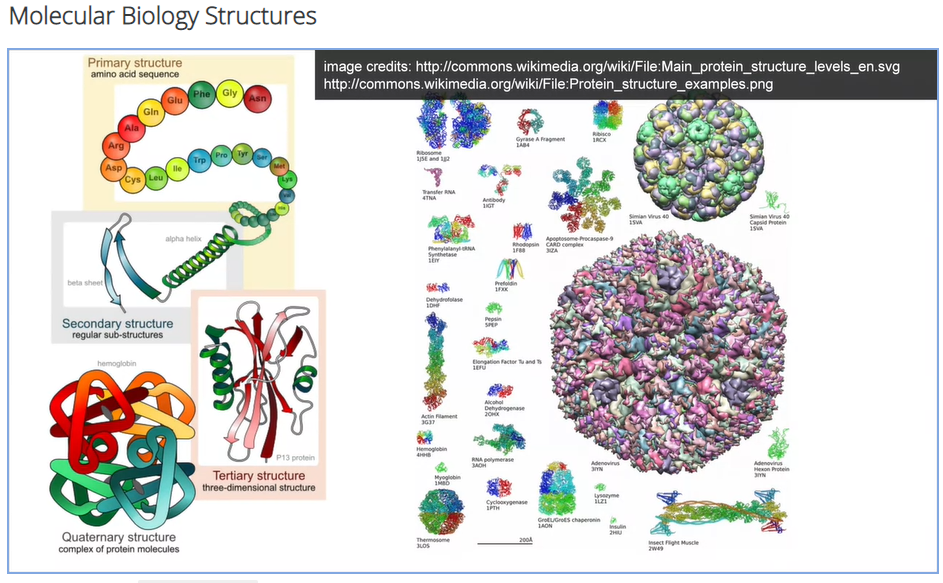 Molecular Biology Structures
image credits: http://commons.wikimedia.org/wiki/File:Main_protein_structure_levels_en.svg
http://commons.wikimedia.org/wiki/File:Protein_structure_examples.png
Primary structure
amino acid sequence
Asn
Gly
Phe
Glu
Gln
Ala
Arg
Asp
Cys
Leu
Ile
Trp
Pro
Tyr
Ser
Met
Lys
alpha helix
beta sheet
Secondary structure
regular sub-structures
P13 protein
Tertiary structure
three-dimensional structure
hemoglobin
Quaternary structure
complex of protein molecules
Ribosome
1J5E and 1JJ2
Gyrase A Fragment
1AB4
Ribisco
1RCX
Transfer RNA
4TNA
Antibody
1IGT
Simian Virus 40
1SVA
Simian Virus 40
Capsid Protein
1SVA
Phenylalanyl-tRNA
Synthetase
1EIY
Rhodopsin
1F88
Apoptosome-Procaspase-9
CARD complex
3IZA
Prefoldin
1FXK
Dehydrofolase
1DHF
Pepsin
5PEP
Elongation Factor Tu and Ts
1EFU
Actin Filament
3G37
Alcohol
Dehydrogenase
2OHX
Hemoglobin
4HHB
RNA polymerase
3AOH
Myoglobin
1MBD
Cyclooxygenase
1PTH
Adenovirus
3IYN
Adenovirus
Hexon Protein
3IYN
Lysozyme
1LZ1
GroEL/GroES chaperonin
1AON
Insulin
2HIU
Thermosome
3LOS
200Å
Insect Flight Muscle
2W49